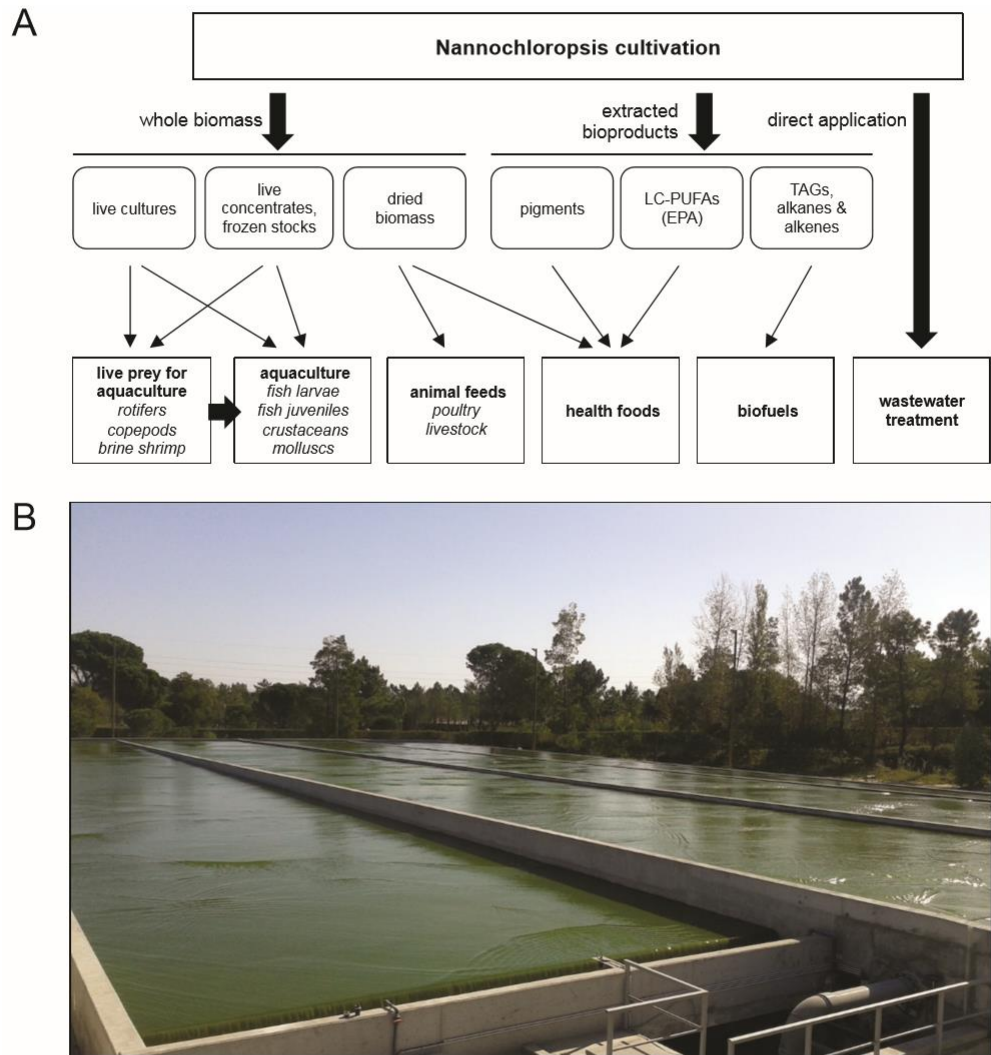 A
Nannochloropsis cultivation
whole biomass
extracted
bioproducts
direct application
live cultures
live
concentrates,
frozen stocks
dried
biomass
pigments
LC-PUFAs
(EPA)
TAGs,
alkanes &
alkenes
live prey for
aquaculture
rotifers
copepods
brine shrimp
aquaculture
fish larvae
fish juveniles
crustaceans
molluscs
animal feeds
poultry
livestock
health foods
biofuels
wastewater
treatment
B